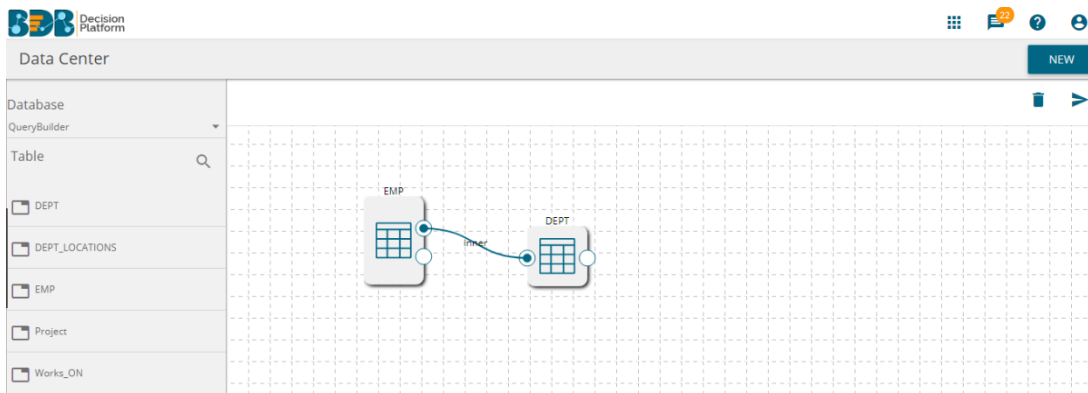 BDB Decision
Platform
22
Data Center
NEW
Database
QueryBuilder
Table
DEPT
DEPT_LOCATIONS
EMP
Project
Works_ON
EMP
inner
DEPT